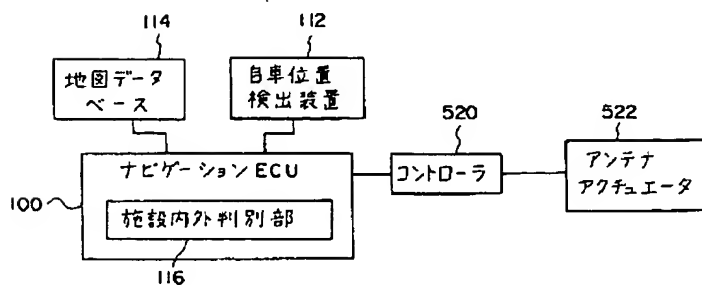 114
112
地図データ
ベース
自車位置
検出装置
520
522
ナビゲーションECU
コントローラ
アンテナ
アクチュエータ
100
施設内外判別部
116